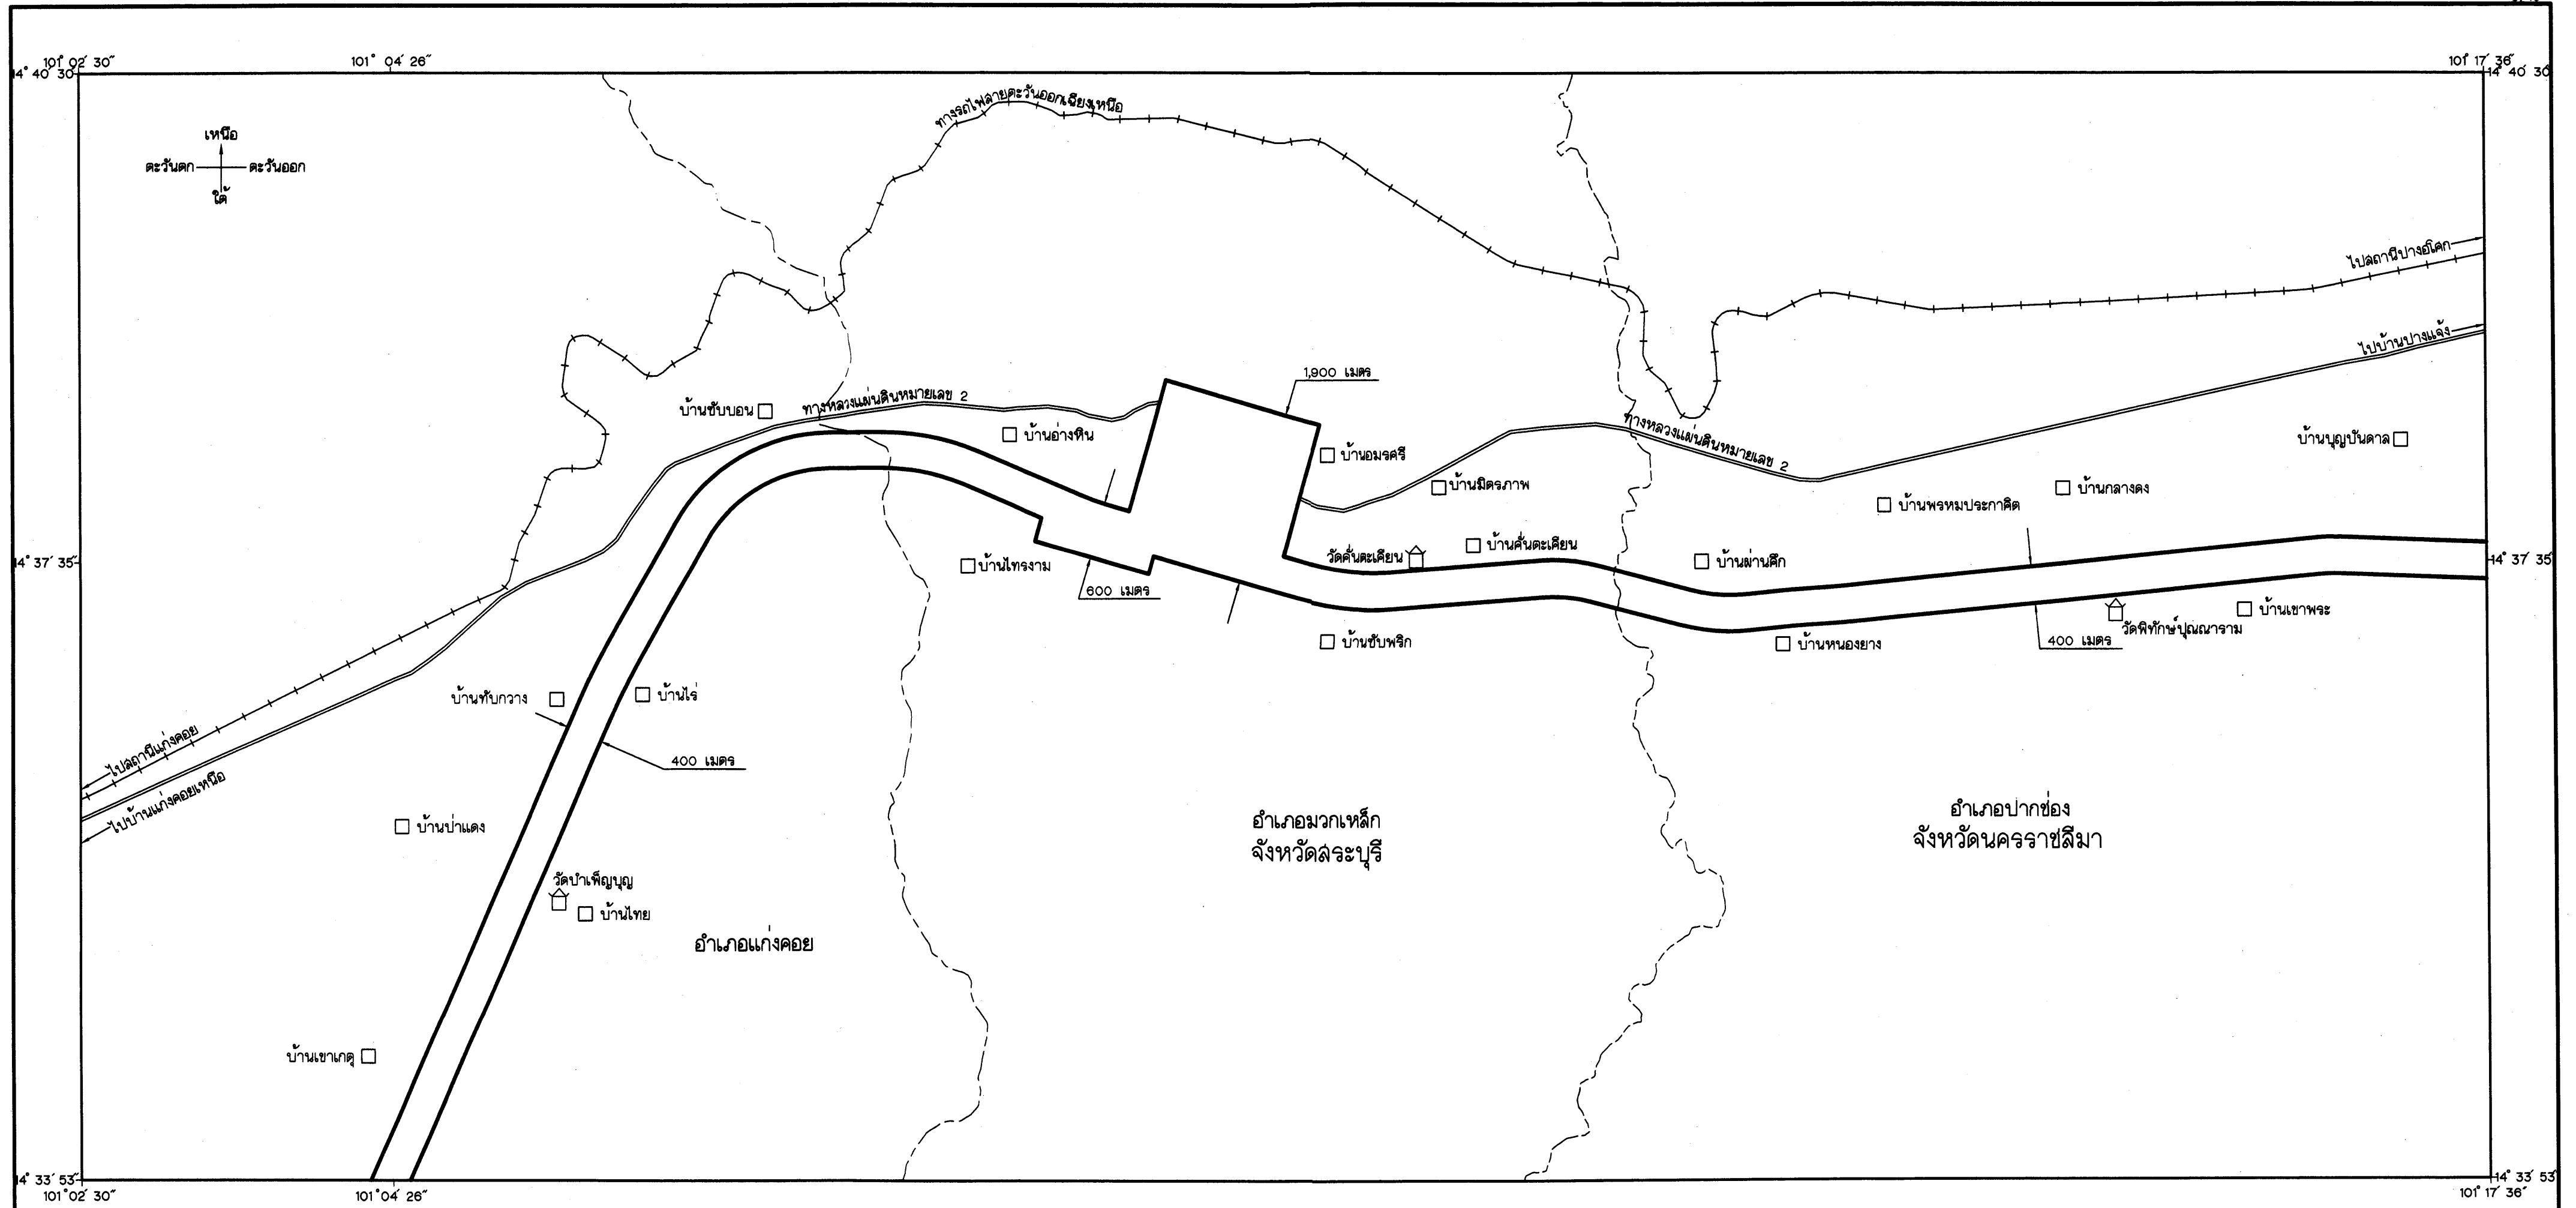 101° 02′ 30″
101° 04′ 26″
101° 17′ 36″
14° 40′ 30″
14° 40′ 30″
ทางรถไฟสายตะวันออกเฉียงเหนือ
เหนือ
ตะวันตก
ตะวันออก
ใต้
ไปสถานีปางอโศก
ไปบ้านปางแจ้ง
1,900 เมตร
บ้านซับบอน
ทางหลวงแผ่นดินหมายเลข 2
บ้านอ่างหิน
บ้านอมรศรี
ทางหลวงแผ่นดินหมายเลข 2
บ้านบุญบันดาล
บ้านมิตรภาพ
บ้านกลางดง
บ้านพรหมประกาศิต
14° 37′ 35″
วัดคั่นตะเคียน
บ้านคั่นตะเคียน
บ้านไทรงาม
บ้านผ่านศึก
14° 37′ 35″
600 เมตร
บ้านซับพริก
บ้านหนองยาง
400 เมตร
วัดพิทักษ์ปุณณาราม
บ้านเขาพระ
บ้านทับกวาง
บ้านไร่
400 เมตร
ไปสถานีแก่งคอย
ไปบ้านแก่งคอยเหนือ
บ้านป่าแดง
อำเภอมวกเหล็ก
จังหวัดสระบุรี
อำเภอปากช่อง
จังหวัดนครราชสีมา
วัดบำเพ็ญบุญ
บ้านไทย
อำเภอแก่งคอย
บ้านเขาเกตุ
14° 33′ 53″
14° 33′ 53″
101° 02′ 30″
101° 04′ 26″
101° 17′ 36″